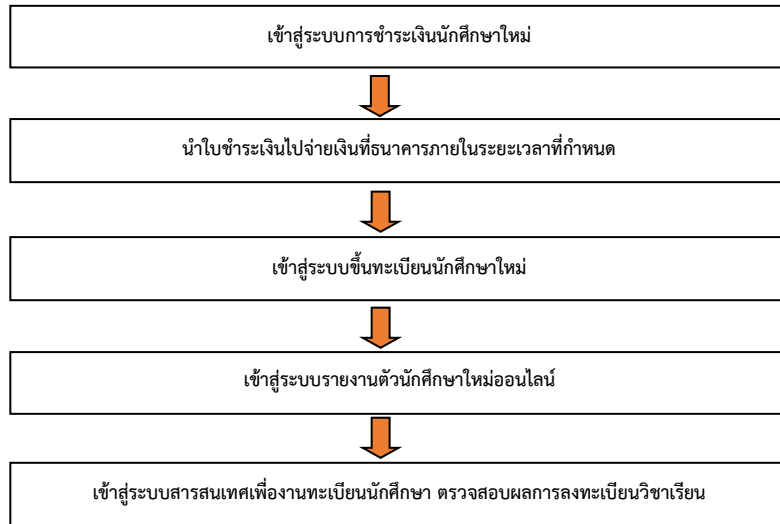 เข้าสู่ระบบการชำระเงินนักศึกษาใหม่
นำใบชำระเงินไปจ่ายเงินที่ธนาคารภายในระยะเวลาที่กำหนด
เข้าสู่ระบบขึ้นทะเบียนนักศึกษาใหม่
เข้าสู่ระบบรายงานตัวนักศึกษาใหม่ออนไลน์
เข้าสู่ระบบสารสนเทศเพื่องานทะเบียนนักศึกษา ตรวจสอบผลการลงทะเบียนวิชาเรียน